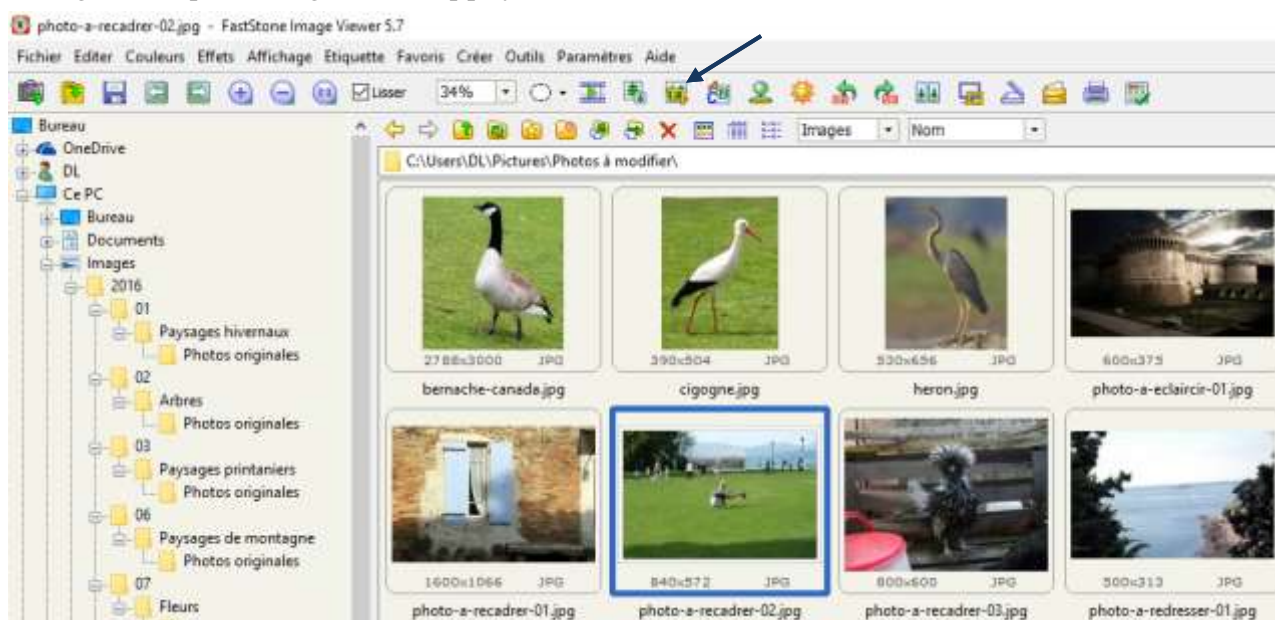 photo-a-recadrer-02.jpg - FastStone Image Viewer 5.7
Fichier Editer Couleurs Effets Affichage Etiquette Favoris Créer Outils Paramètres Aide
Lisser 34%
Images Nom
C:\Users\DL\Pictures\Photos à modifier\
Bureau
OneDrive
DL
Ce PC
Bureau
Documents
Images
2016
01
Paysages hivernaux
Photos originales
02
Arbres
Photos originales
03
Paysages printaniers
Photos originales
06
Paysages de montagne
Photos originales
07
Fleurs
2788x3000 JPG
390x504 JPG
530x656 JPG
600x375 JPG
bernache-canada.jpg
cigogne.jpg
heron.jpg
photo-a-eclaircir-01.jpg
1600x1066 JPG
840x572 JPG
800x600 JPG
500x313 JPG
photo-a-recadrer-01.jpg
photo-a-recadrer-02.jpg
photo-a-recadrer-03.jpg
photo-a-redresser-01.jpg